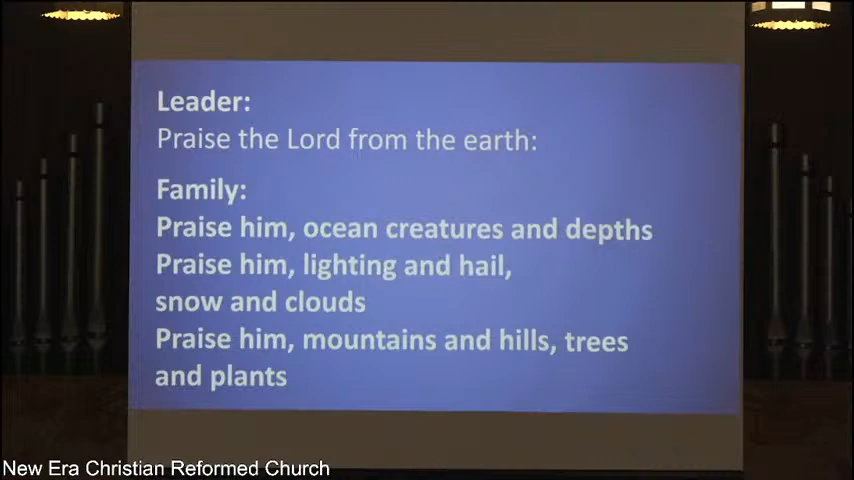 Leader:
Praise the Lord from the earth:
Family:
Praise him, ocean creatures and depths
Praise him, lighting and hail,
snow and clouds
Praise him, mountains and hills, trees
and plants
New Era Christian Reformed Church